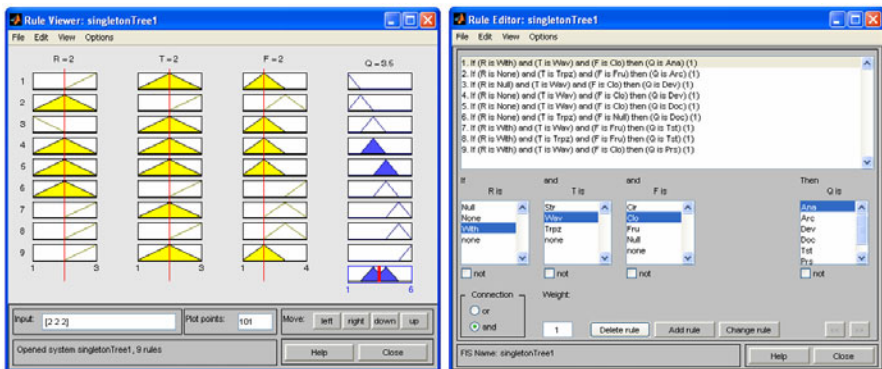 Rule Viewer: singletonTree1
File Edit View Options
R = 2
T = 2
F = 2
Q = 3.5
1
2
3
4
5
6
7
8
9
1 3
1 3
1 4
1 6
Input: [2 2 2]
Plot points: 101
Move: left right down up
Opened system singletonTree1, 9 rules
Help Close
Rule Editor: singletonTree1
File Edit View Options
1. If (R is With) and (T is Wav) and (F is Clo) then (Q is Ana) (1)
2. If (R is None) and (T is Trpz) and (F is Fru) then (Q is Arc) (1)
3. If (R is Null) and (T is Wav) and (F is Clo) then (Q is Dev) (1)
4. If (R is None) and (T is Wav) and (F is Clo) then (Q is Dev) (1)
5. If (R is None) and (T is Wav) and (F is Clo) then (Q is Doc) (1)
6. If (R is None) and (T is Trpz) and (F is Null) then (Q is Doc) (1)
7. If (R is With) and (T is Wav) and (F is Fru) then (Q is Tst) (1)
8. If (R is With) and (T is Trpz) and (F is Fru) then (Q is Tst) (1)
9. If (R is With) and (T is Wav) and (F is Clo) then (Q is Prs) (1)
If and and Then
R is T is F is Q is
Null
None
With
none
Str
Wav
Trpz
none
Cir
Clo
Fru
Null
none
Ana
Arc
Dev
Doc
Tst
Prs
not
not
not
not
Connection
or
and
Weight:
1
Delete rule Add rule Change rule << >>
FIS Name: singletonTree1
Help Close